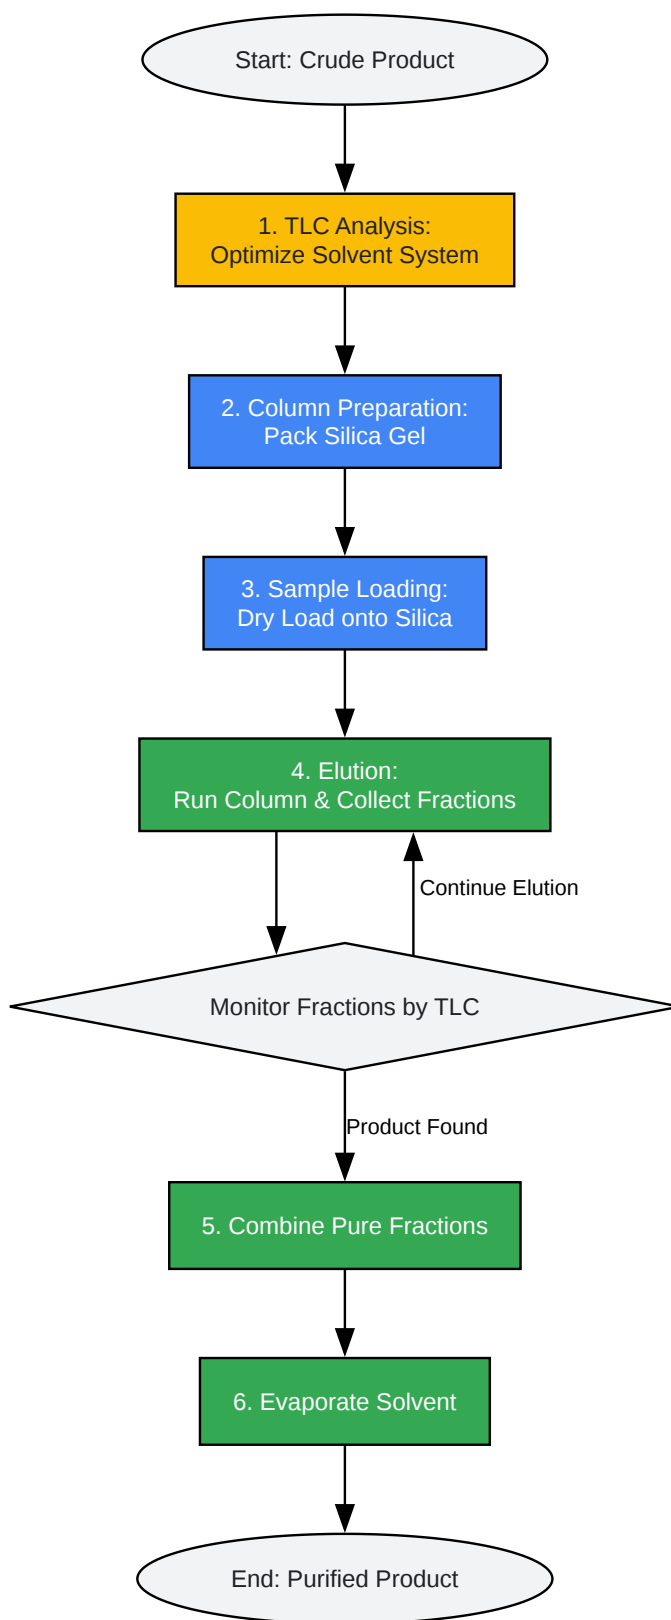 Start: Crude Product
1. TLC Analysis:
Optimize Solvent System
2. Column Preparation:
Pack Silica Gel
3. Sample Loading:
Dry Load onto Silica
4. Elution:
Run Column & Collect Fractions
Continue Elution
Monitor Fractions by TLC
Product Found
5. Combine Pure Fractions
6. Evaporate Solvent
End: Purified Product